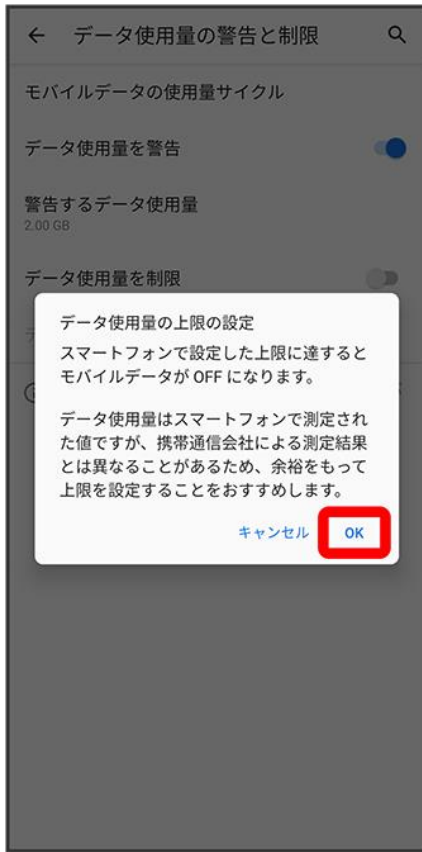 データ使用量の警告と制限
モバイルデータの使用量サイクル
データ使用量を警告
警告するデータ使用量
2.00 GB
データ使用量を制限
データ使用量の上限の設定
スマートフォンで設定した上限に達すると
モバイルデータが OFF になります。
データ使用量はスマートフォンで測定され
た値ですが、携帯通信会社による測定結果
とは異なることがあるため、余裕をもって
上限を設定することをおすすめします。
キャンセル OK